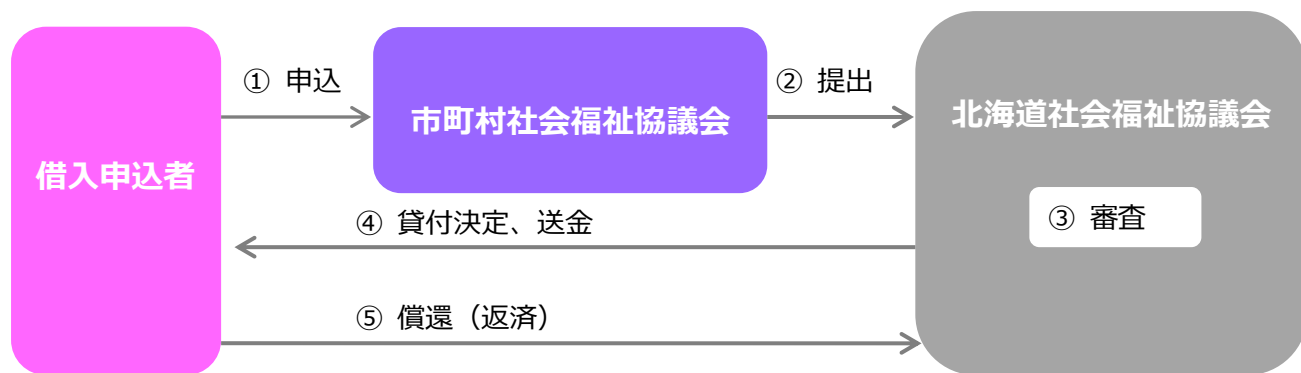 ① 申込
② 提出
市町村社会福祉協議会
北海道社会福祉協議会
借入申込者
③ 審査
④ 貸付決定、送金
⑤ 償還（返済）